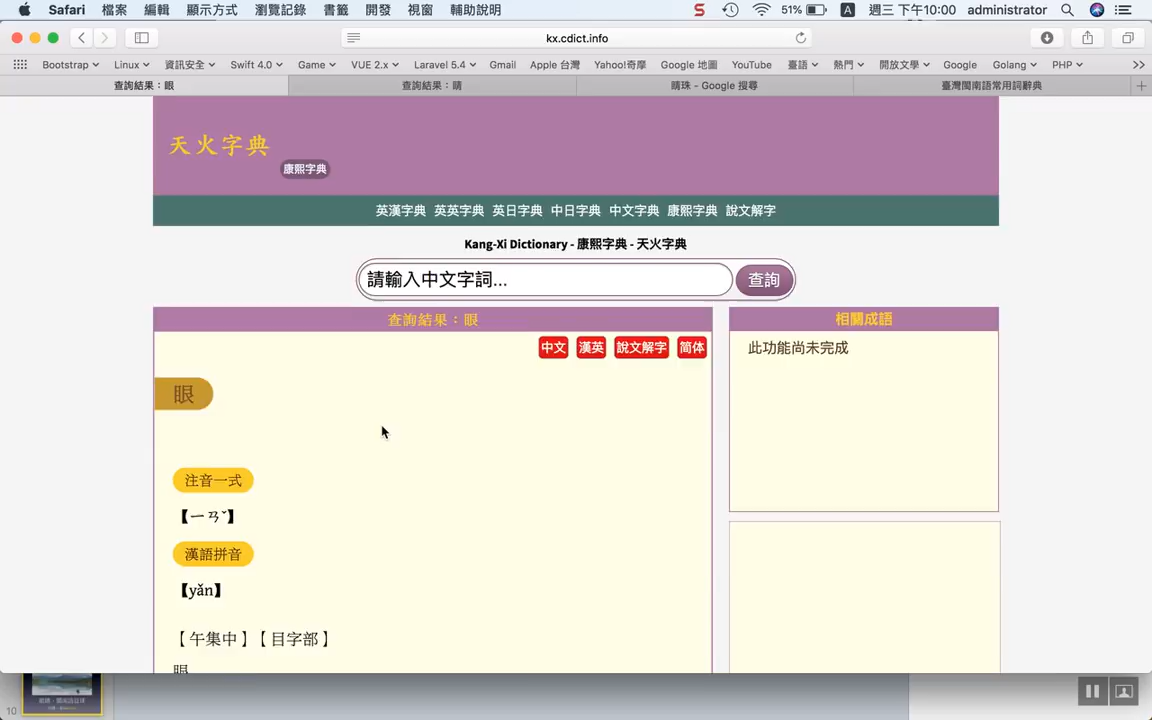 Safari 檔案 編輯 顯示方式 瀏覽記錄 書籤 開發 視窗 輔助說明 51% A 週三 下午10:00 administrator
kx.cdict.info
Bootstrap Linux 資訊安全 Swift 4.0 Game VUE 2.x Laravel 5.4 Gmail Apple 台灣 Yahoo!奇摩 Google 地圖 YouTube 臺語 熱門 開放文學 Google Golang PHP
查詢結果：眼 查詢結果：睛 睛珠 - Google 搜尋 臺灣閩南語常用詞辭典
天火字典
康熙字典
英漢字典 英英字典 英日字典 中日字典 中文字典 康熙字典 說文解字
Kang-Xi Dictionary - 康熙字典 - 天火字典
請輸入中文字詞... 查詢
查詢結果：眼
相關成語
中文 漢英 說文解字 简体
此功能尚未完成
眼
注音一式
【ㄧㄢˇ】
漢語拼音
【yǎn】
【午集中】【目字部】
眼
10